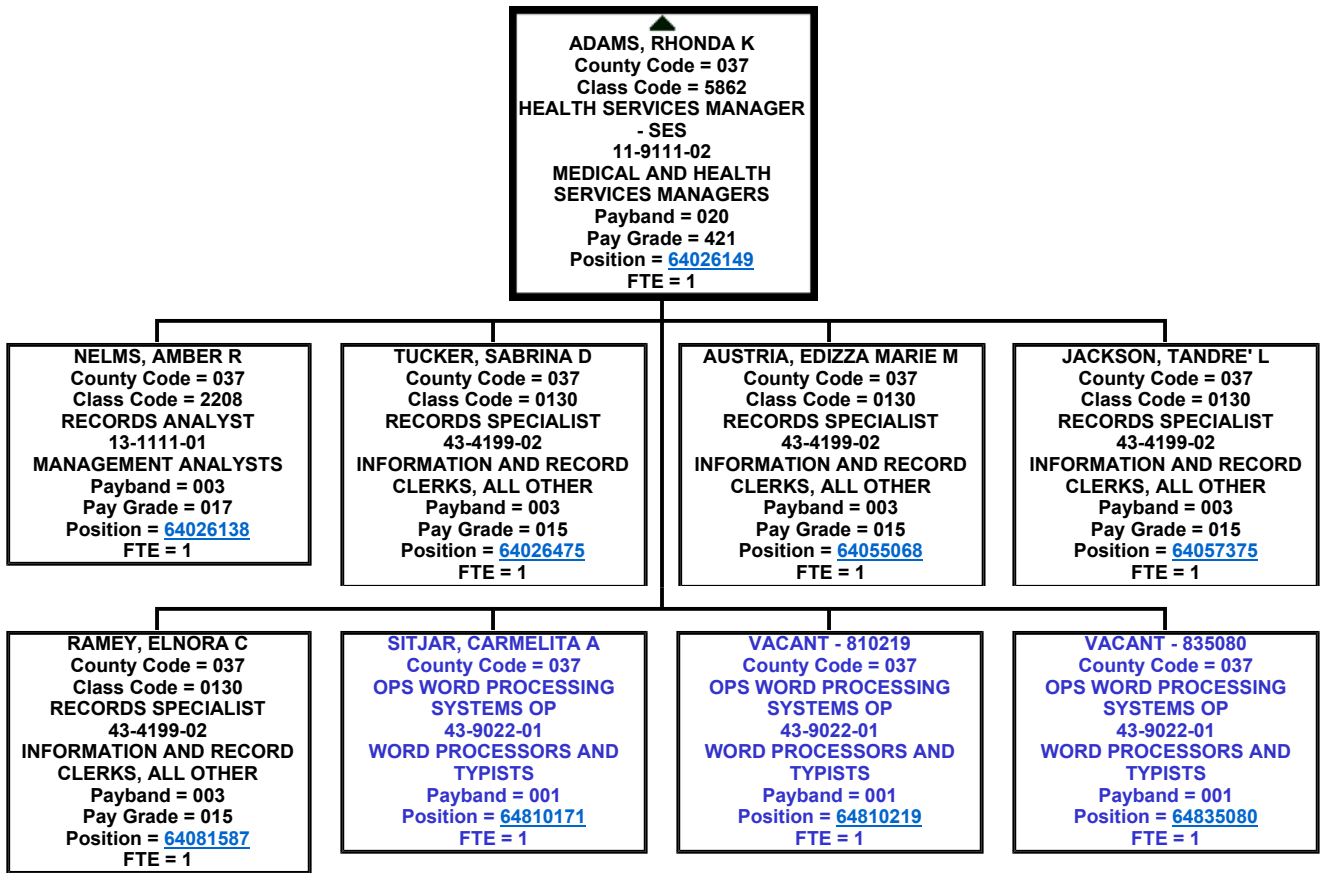 ADAMS, RHONDA K
County Code = 037
Class Code = 5862
HEALTH SERVICES MANAGER
- SES
11-9111-02
MEDICAL AND HEALTH
SERVICES MANAGERS
Payband = 020
Pay Grade = 421
Position = 64026149
FTE = 1
NELMS, AMBER R
County Code = 037
Class Code = 2208
RECORDS ANALYST
13-1111-01
MANAGEMENT ANALYSTS
Payband = 003
Pay Grade = 017
Position = 64026138
FTE = 1
TUCKER, SABRINA D
County Code = 037
Class Code = 0130
RECORDS SPECIALIST
43-4199-02
INFORMATION AND RECORD
CLERKS, ALL OTHER
Payband = 003
Pay Grade = 015
Position = 64026475
FTE = 1
AUSTRIA, EDIZZA MARIE M
County Code = 037
Class Code = 0130
RECORDS SPECIALIST
43-4199-02
INFORMATION AND RECORD
CLERKS, ALL OTHER
Payband = 003
Pay Grade = 015
Position = 64055068
FTE = 1
JACKSON, TANDRE' L
County Code = 037
Class Code = 0130
RECORDS SPECIALIST
43-4199-02
INFORMATION AND RECORD
CLERKS, ALL OTHER
Payband = 003
Pay Grade = 015
Position = 64057375
FTE = 1
RAMEY, ELNORA C
County Code = 037
Class Code = 0130
RECORDS SPECIALIST
43-4199-02
INFORMATION AND RECORD
CLERKS, ALL OTHER
Payband = 003
Pay Grade = 015
Position = 64081587
FTE = 1
SITJAR, CARMELITA A
County Code = 037
OPS WORD PROCESSING
SYSTEMS OP
43-9022-01
WORD PROCESSORS AND
TYPISTS
Payband = 001
Position = 64810171
FTE = 1
VACANT - 810219
County Code = 037
OPS WORD PROCESSING
SYSTEMS OP
43-9022-01
WORD PROCESSORS AND
TYPISTS
Payband = 001
Position = 64810219
FTE = 1
VACANT - 835080
County Code = 037
OPS WORD PROCESSING
SYSTEMS OP
43-9022-01
WORD PROCESSORS AND
TYPISTS
Payband = 001
Position = 64835080
FTE = 1